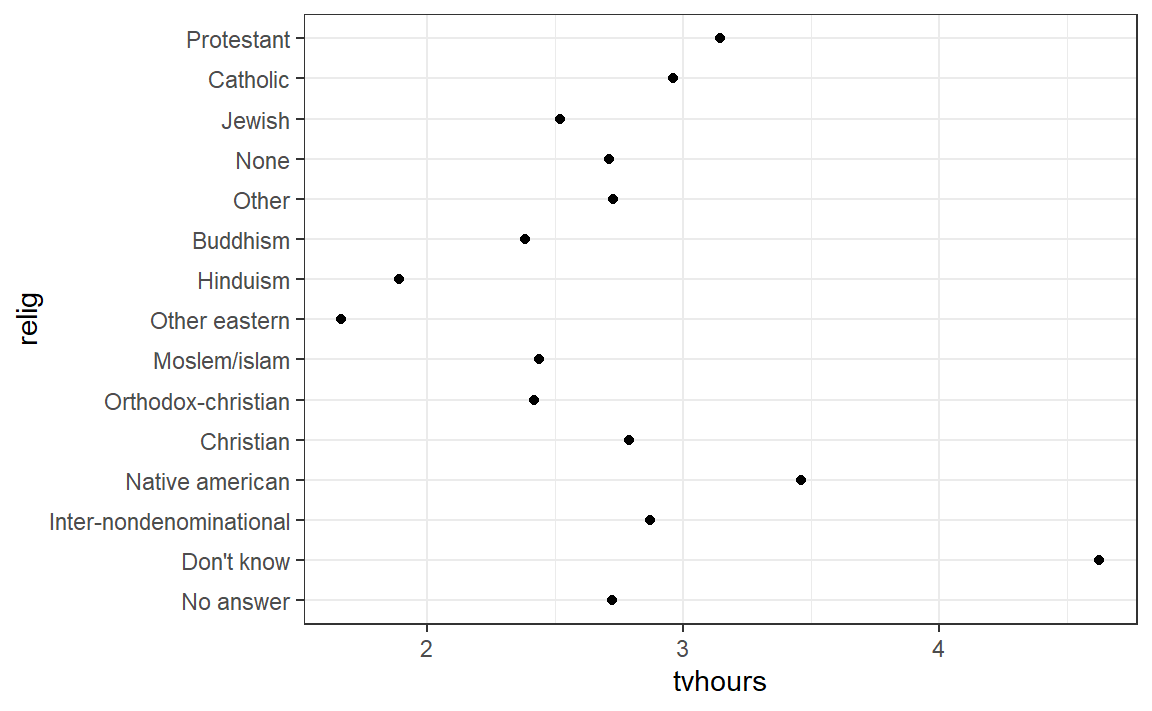 Protestant
Catholic
Jewish
None
Other
Buddhism
Hinduism
Other eastern
Moslem/islam
Orthodox-christian
Christian
Native american
Inter-nondenominational
Don't know
No answer
relig
2 3 4
tvhours